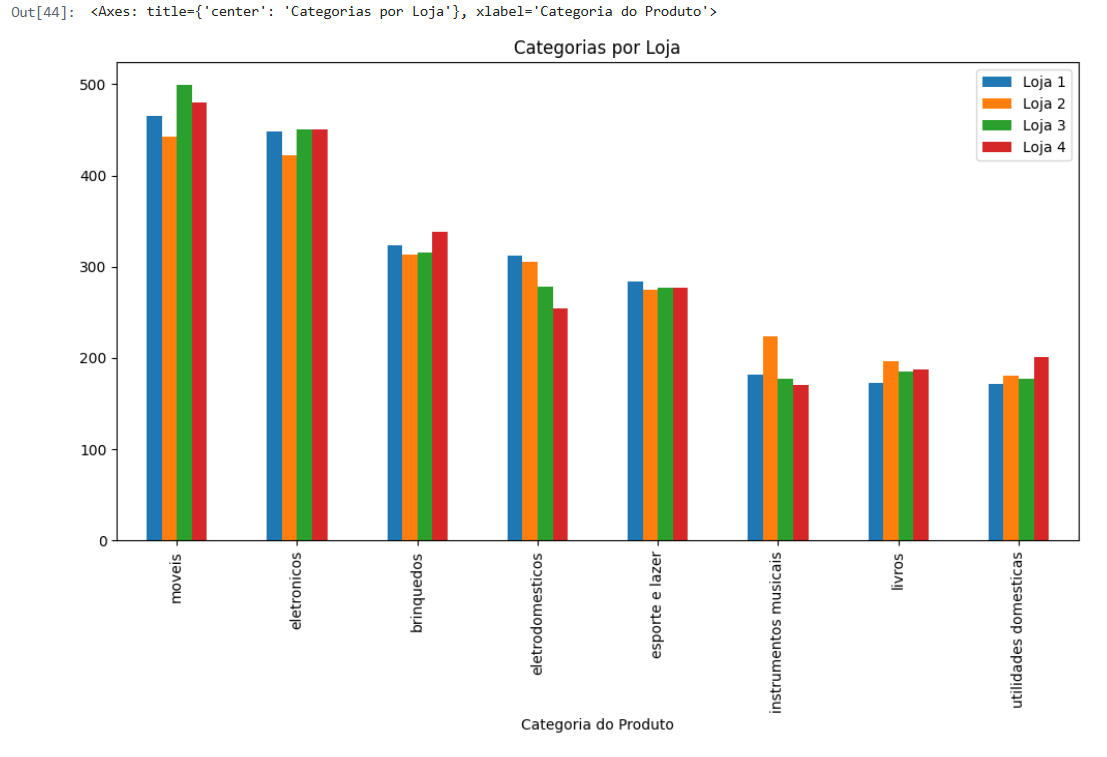 Out[44]: <Axes: title={'center': 'Categorias por Loja'}, xlabel='Categoria do Produto'>
Categorias por Loja
Loja 1
Loja 2
Loja 3
Loja 4
500
400
300
200
100
0
moveis
eletronicos
brinquedos
eletrodomesticos
esporte e lazer
instrumentos musicais
livros
utilidades domesticas
Categoria do Produto